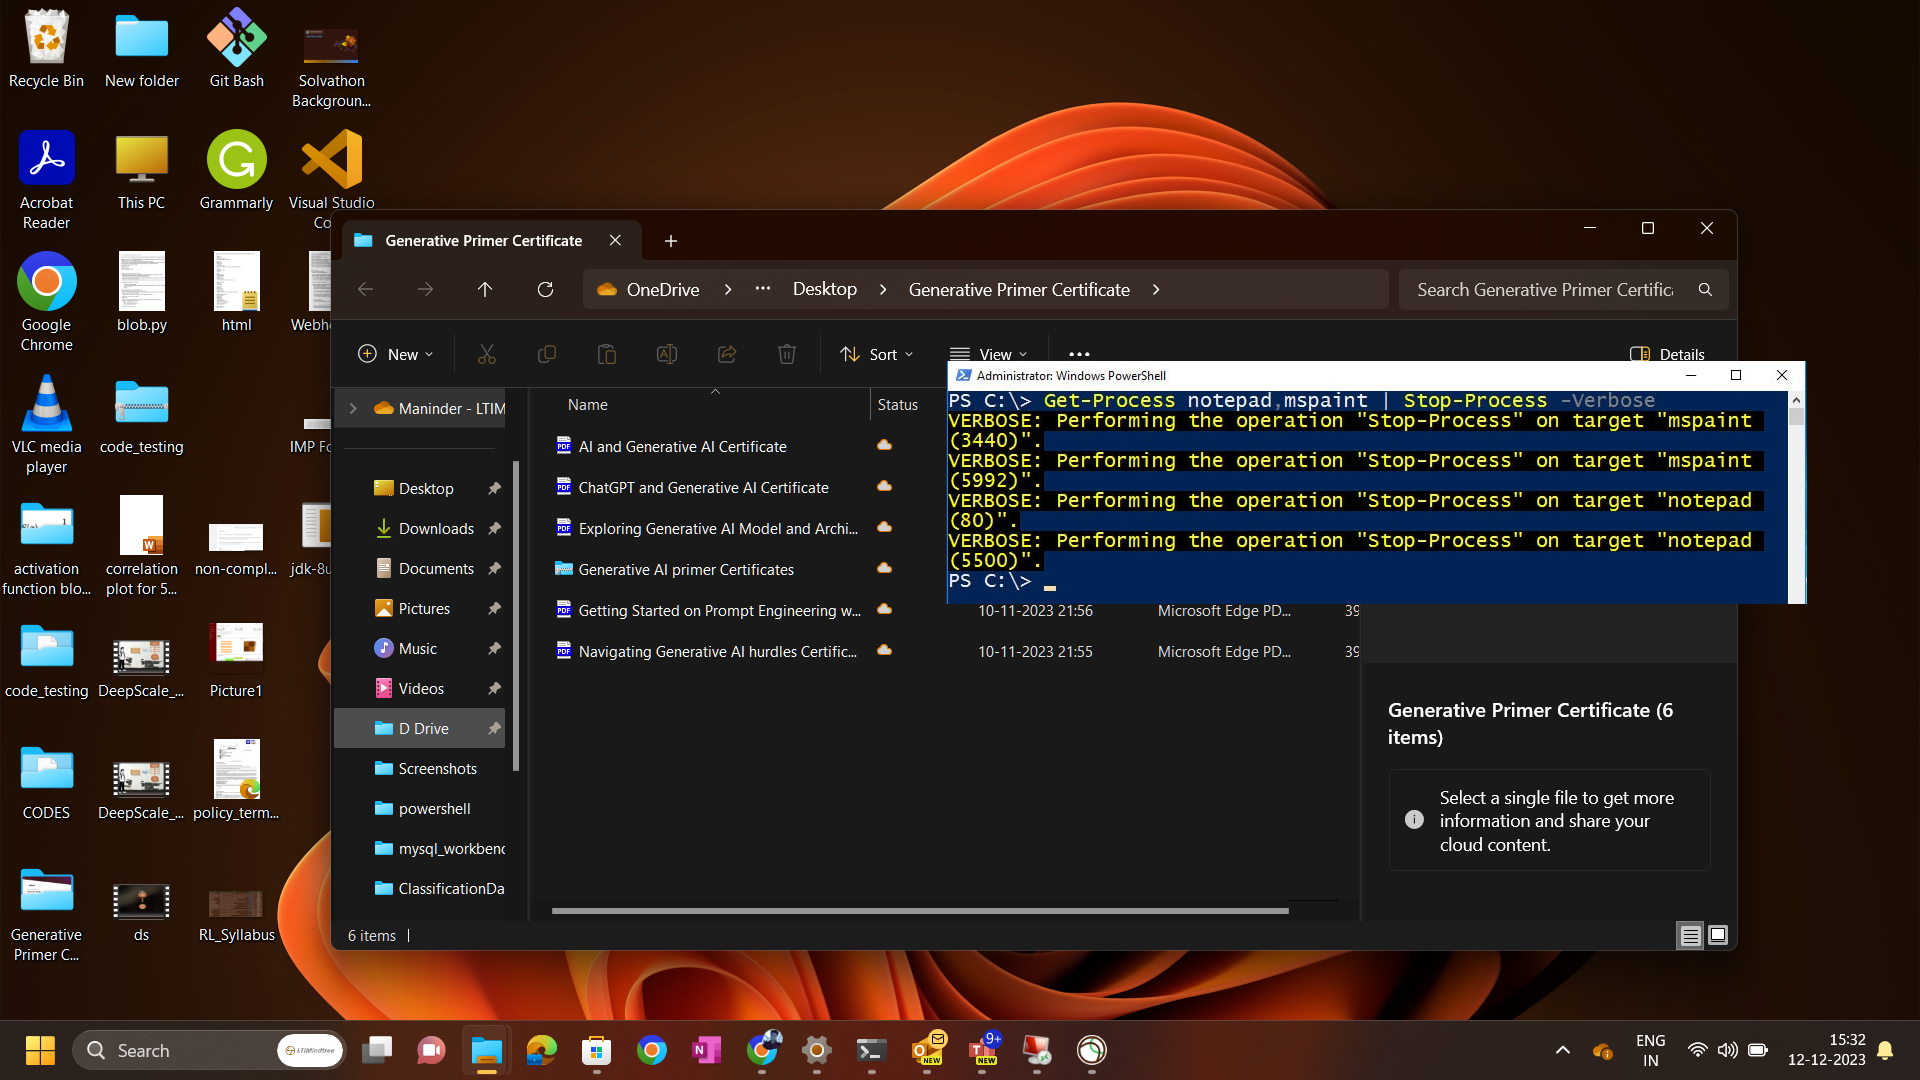 Recycle Bin
New folder
Git Bash
Solvathon
Backgroun...
Acrobat
Reader
This PC
Grammarly
Visual Studio
Co
Google
Chrome
blob.py
html
Webh
VLC media
player
code_testing
IMP Fo
activation
function blo...
correlation
plot for 5...
non-compl...
jdk-8u
code_testing
DeepScale_...
Picture1
CODES
DeepScale_...
policy_term...
Generative
Primer C...
ds
RL_Syllabus
Generative Primer Certificate
OneDrive
...
Desktop
Generative Primer Certificate
Search Generative Primer Certific
New
Sort
View
Details
Maninder - LTIM
Desktop
Downloads
Documents
Pictures
Music
Videos
D Drive
Screenshots
powershell
mysql_workbenc
ClassificationDa
Name
Status
AI and Generative AI Certificate
ChatGPT and Generative AI Certificate
Exploring Generative AI Model and Archi...
Generative AI primer Certificates
Getting Started on Prompt Engineering w...
10-11-2023 21:56
Microsoft Edge PD...
39
Navigating Generative AI hurdles Certific...
10-11-2023 21:55
Microsoft Edge PD...
39
Administrator: Windows PowerShell
PS C:\> Get-Process notepad,mspaint | Stop-Process -Verbose
VERBOSE: Performing the operation "Stop-Process" on target "mspaint
(3440)".
VERBOSE: Performing the operation "Stop-Process" on target "mspaint
(5992)".
VERBOSE: Performing the operation "Stop-Process" on target "notepad
(80)".
VERBOSE: Performing the operation "Stop-Process" on target "notepad
(5500)".
PS C:\> _
Generative Primer Certificate (6
items)
Select a single file to get more
information and share your
cloud content.
6 items
Search
LTIMindtree
NEW
9+
NEW
ENG
IN
15:32
12-12-2023